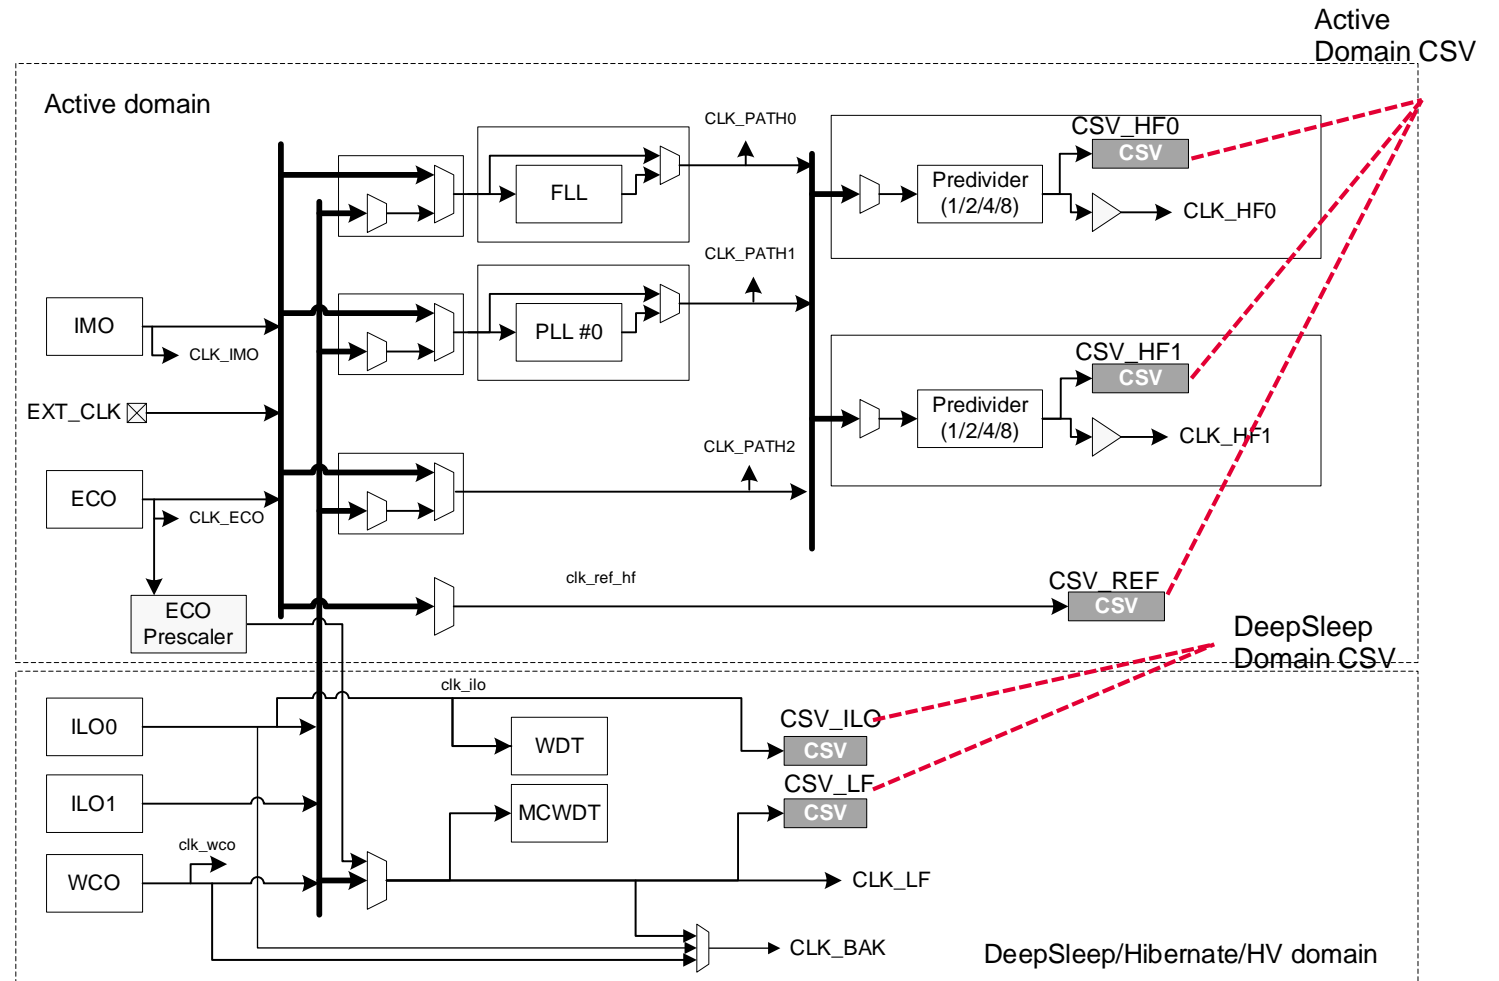 Active
Domain CSV
Active domain
CLK_PATH0
CSV_HF0
CSV
FLL
Predivider
(1/2/4/8)
CLK_HF0
CLK_PATH1
IMO
CLK_IMO
PLL #0
CSV_HF1
CSV
EXT_CLK
Predivider
(1/2/4/8)
CLK_HF1
CLK_PATH2
ECO
CLK_ECO
clk_ref_hf
CSV_REF
CSV
ECO
Prescaler
DeepSleep
Domain CSV
clk_ilo
ILO0
WDT
CSV_ILO
CSV
ILO1
MCWDT
CSV_LF
CSV
clk_wco
WCO
CLK_LF
CLK_BAK
DeepSleep/Hibernate/HV domain